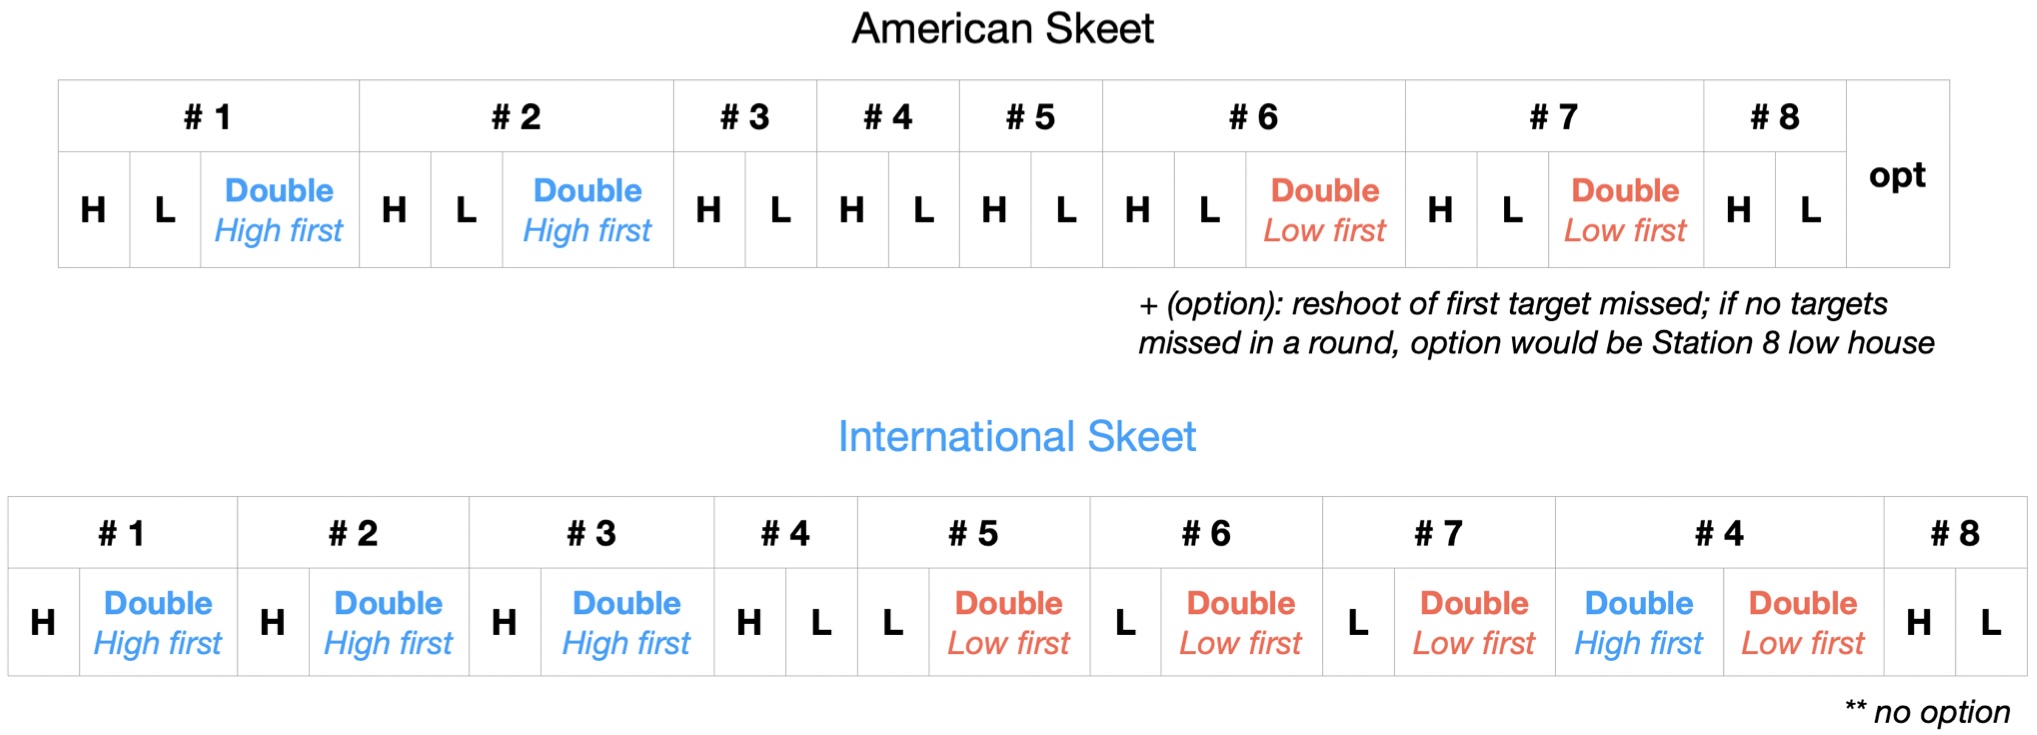 American Skeet
# 1 # 2 # 3 # 4 # 5 # 6 # 7 # 8 opt
H L Double High first H L Double High first H L H L H L H L Double Low first H L Double Low first H L
+ (option): reshoot of first target missed; if no targets
missed in a round, option would be Station 8 low house
International Skeet
# 1 # 2 # 3 # 4 # 5 # 6 # 7 # 4 # 8
H Double High first H Double High first H Double High first H L L Double Low first L Double Low first L Double Low first Double High first Double Low first H L
** no option